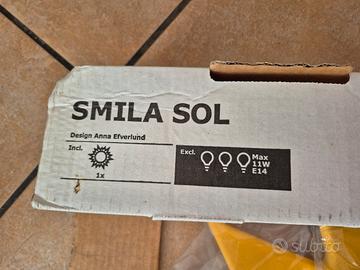 SMILA SOL
Design Anna Efverlund
Incl.
1x
Excl.
Max
11W
E14
subito